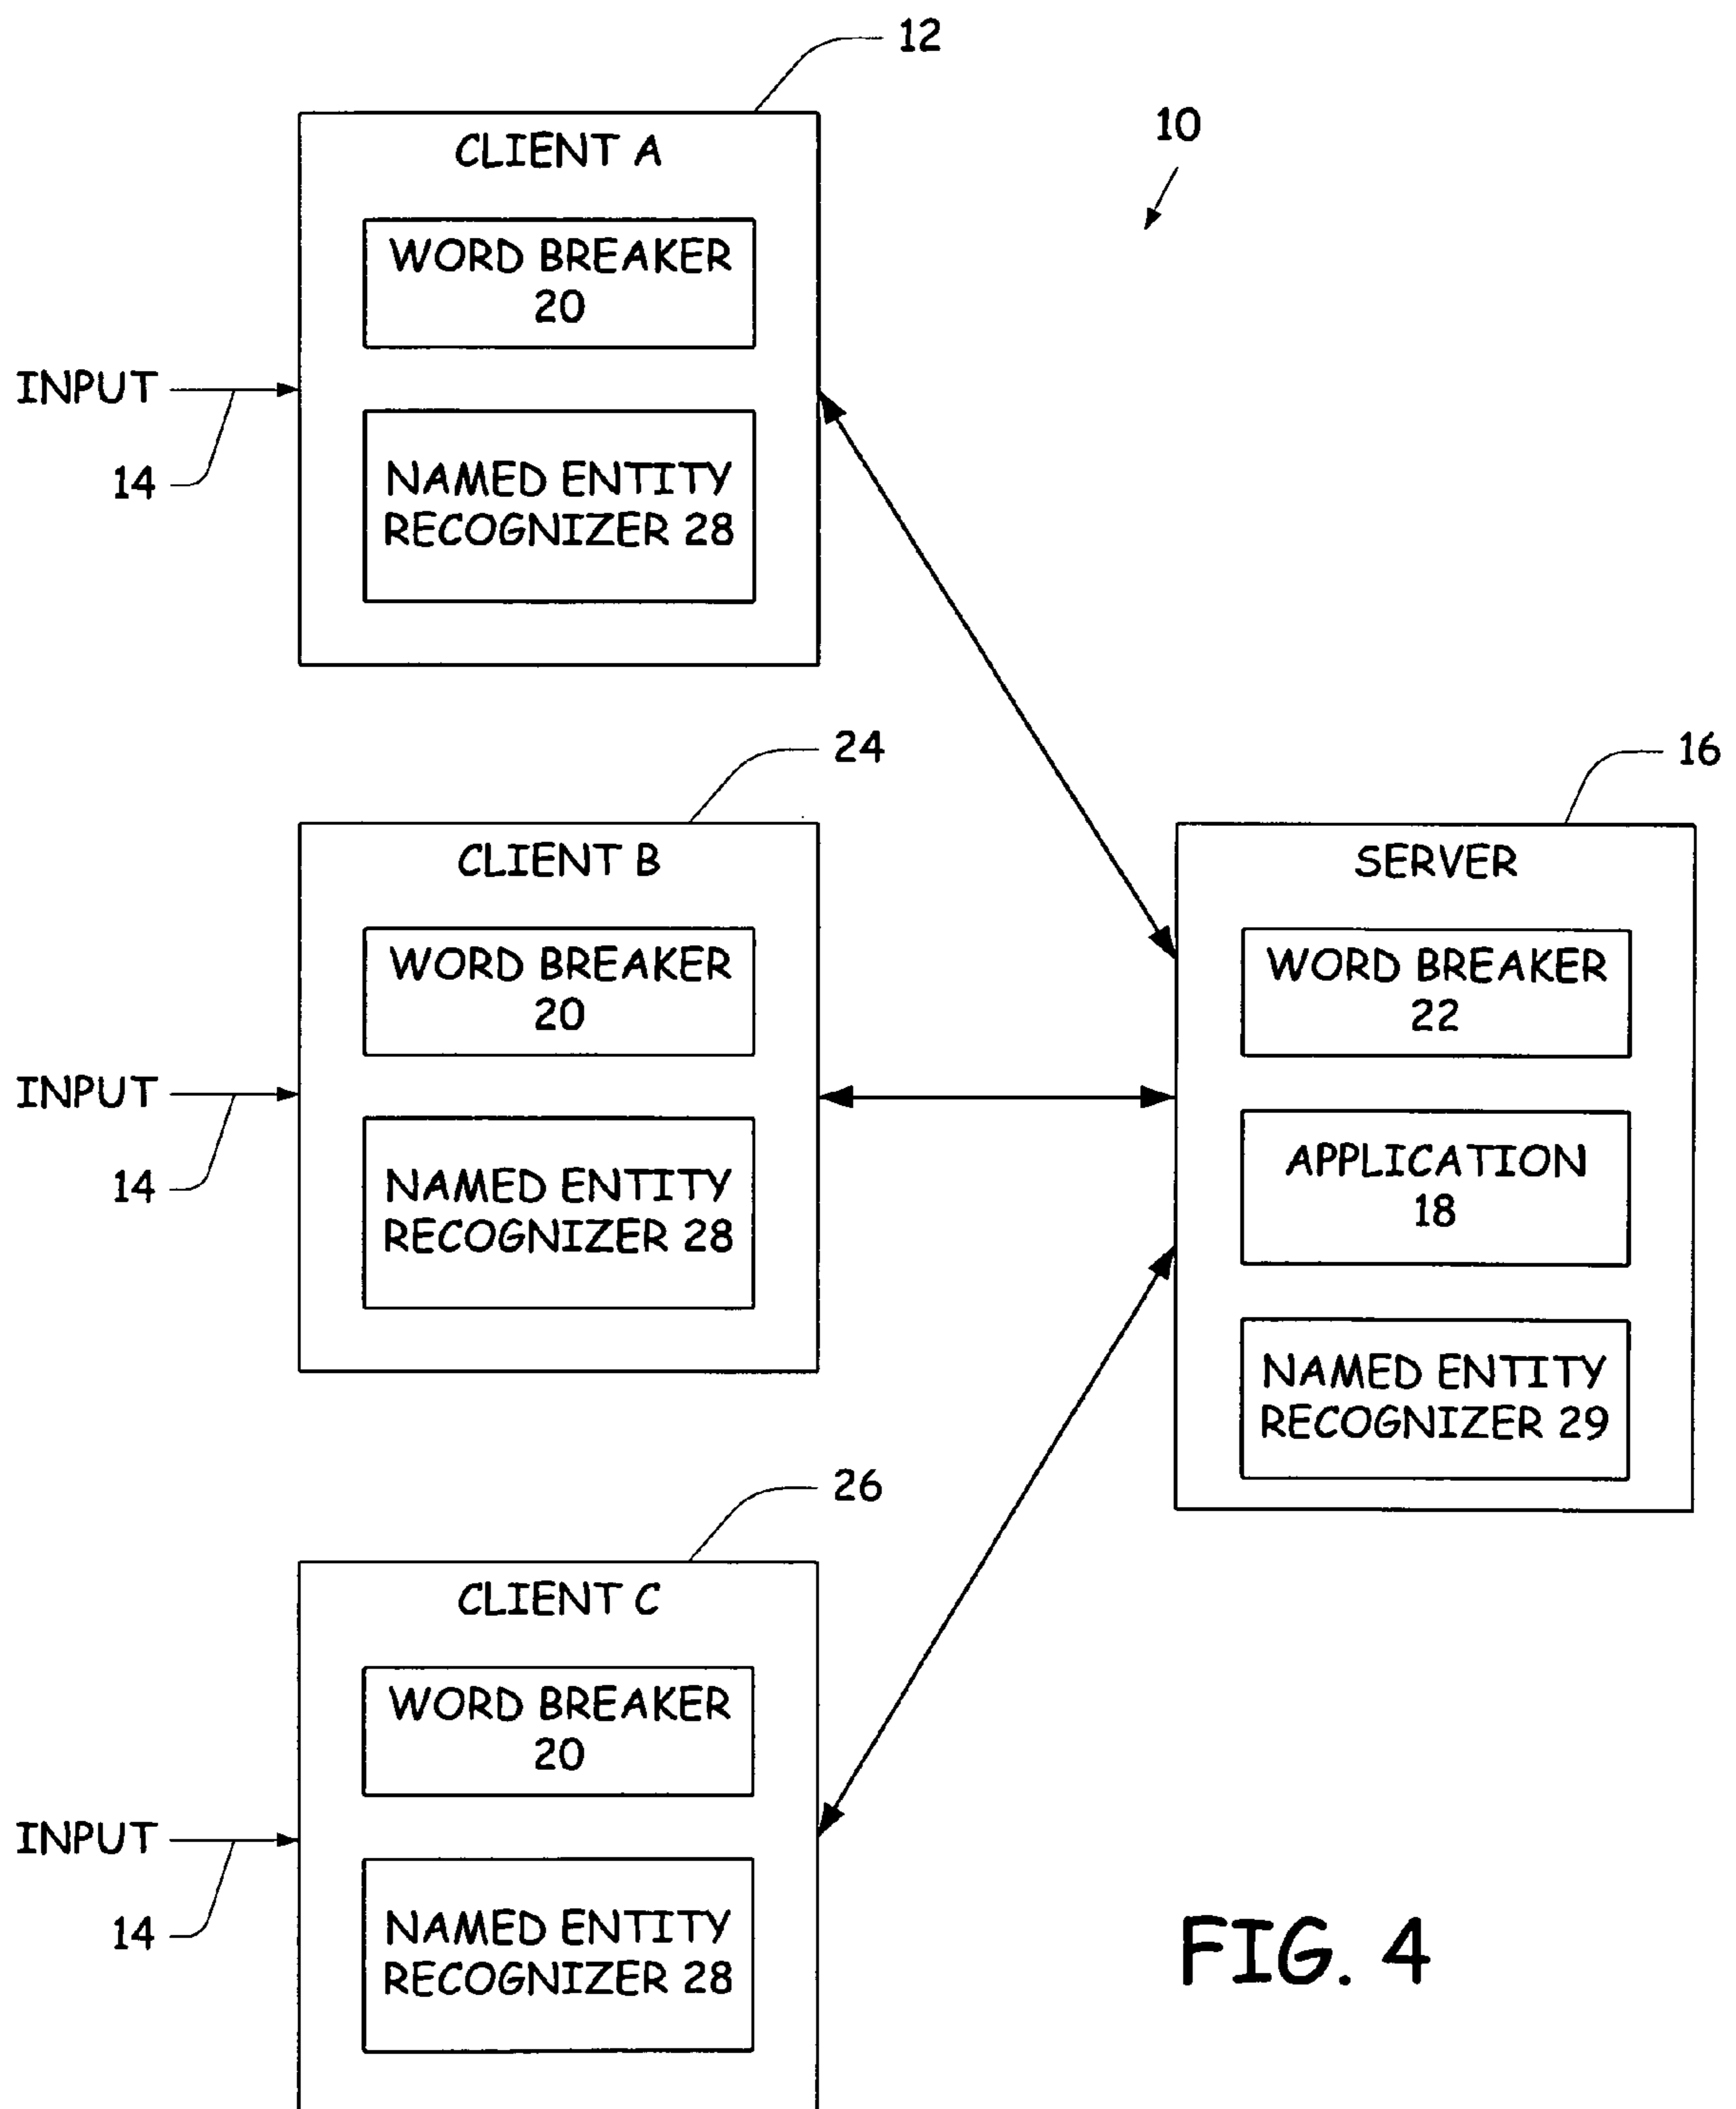 12
10
CLIENT A
WORD BREAKER
20
INPUT
14
NAMED ENTITY
RECOGNIZER 28
24
16
CLIENT B
WORD BREAKER
20
INPUT
14
NAMED ENTITY
RECOGNIZER 28
SERVER
WORD BREAKER
22
APPLICATION
18
NAMED ENTITY
RECOGNIZER 29
26
CLIENT C
WORD BREAKER
20
INPUT
14
NAMED ENTITY
RECOGNIZER 28
FIG. 4